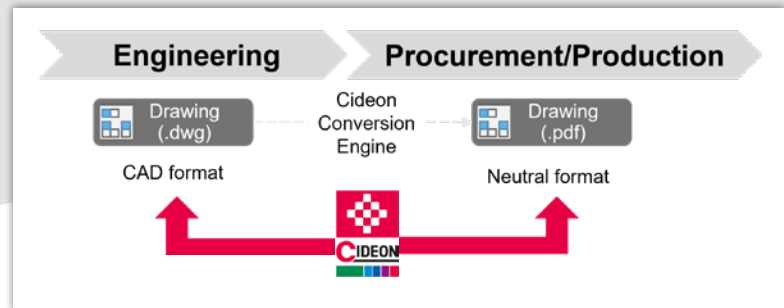 Engineering
Procurement/Production
Drawing
(.dwg)
Cideon
Conversion
Engine
Drawing
(.pdf)
CAD format
Neutral format
CIDEON